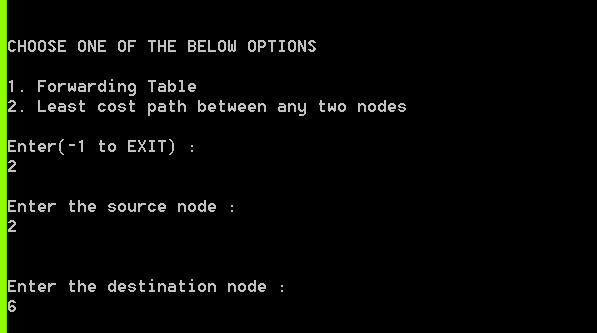 CHOOSE ONE OF THE BELOW OPTIONS
1. Forwarding Table
2. Least cost path between any two nodes
Enter(-1 to EXIT) :
2
Enter the source node :
2
Enter the destination node :
6